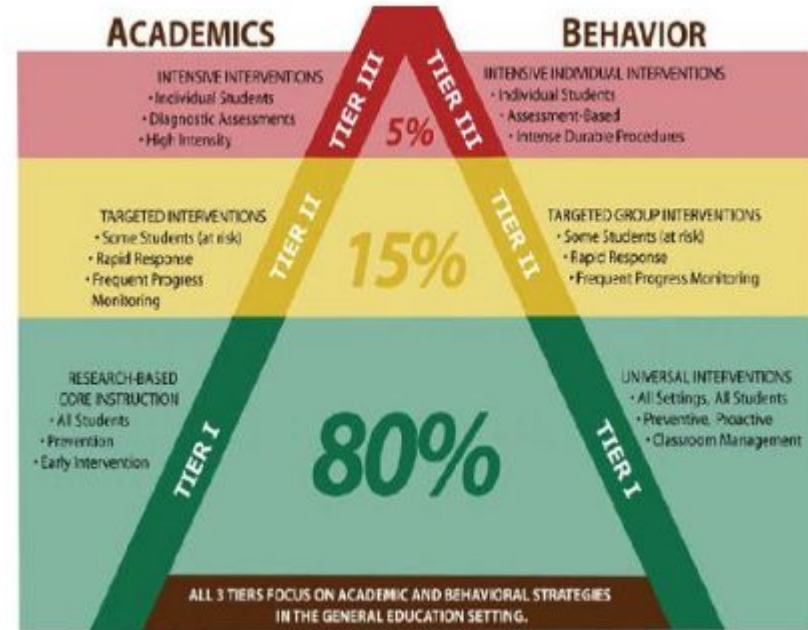 ACADEMICS
BEHAVIOR
INTENSIVE INTERVENTIONS
• Individual Students
• Diagnostic Assessments
• High Intensity
TIER III
5%
TIER III
INTENSIVE INDIVIDUAL INTERVENTIONS
• Individual Students
• Assessment-Based
• Intense Durable Procedures
TARGETED INTERVENTIONS
• Some Students (at risk)
• Rapid Response
• Frequent Progress
Monitoring
TIER II
15%
TIER II
TARGETED GROUP INTERVENTIONS
• Some Students (at risk)
• Rapid Response
• Frequent Progress Monitoring
RESEARCH-BASED
CORE INSTRUCTION
• All Students
• Prevention
• Early Intervention
TIER I
80%
TIER I
UNIVERSAL INTERVENTIONS
• All Settings, All Students
• Preventive, Proactive
• Classroom Management
ALL 3 TIERS FOCUS ON ACADEMIC AND BEHAVIORAL STRATEGIES
IN THE GENERAL EDUCATION SETTING.